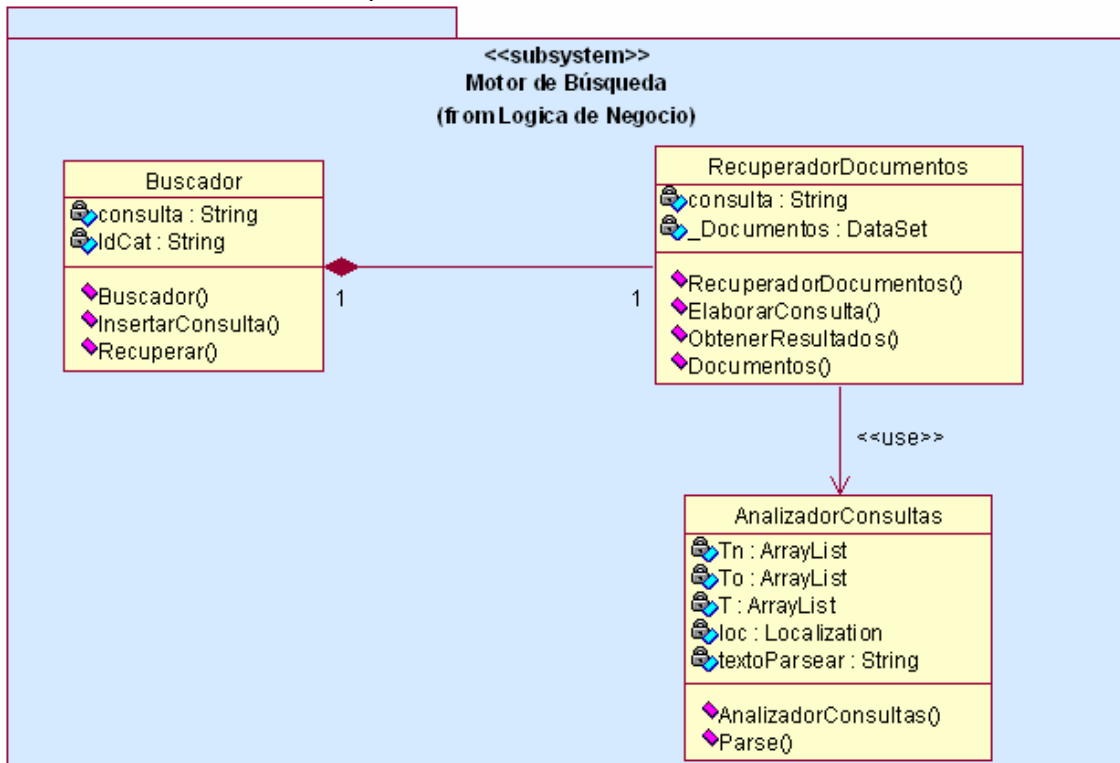 <<subsystem>>
Motor de Búsqueda
(from Logica de Negocio)
Buscador
consulta : String
IdCat : String
Buscador()
InsertarConsulta()
Recuperar()
1
1
RecuperadorDocumentos
consulta : String
_Documentos : DataSet
RecuperadorDocumentos()
ElaborarConsulta()
ObtenerResultados()
Documentos()
<<use>>
AnalizadorConsultas
Tn : ArrayList
To : ArrayList
T : ArrayList
loc : Localization
textoParsear : String
AnalizadorConsultas()
Parse()